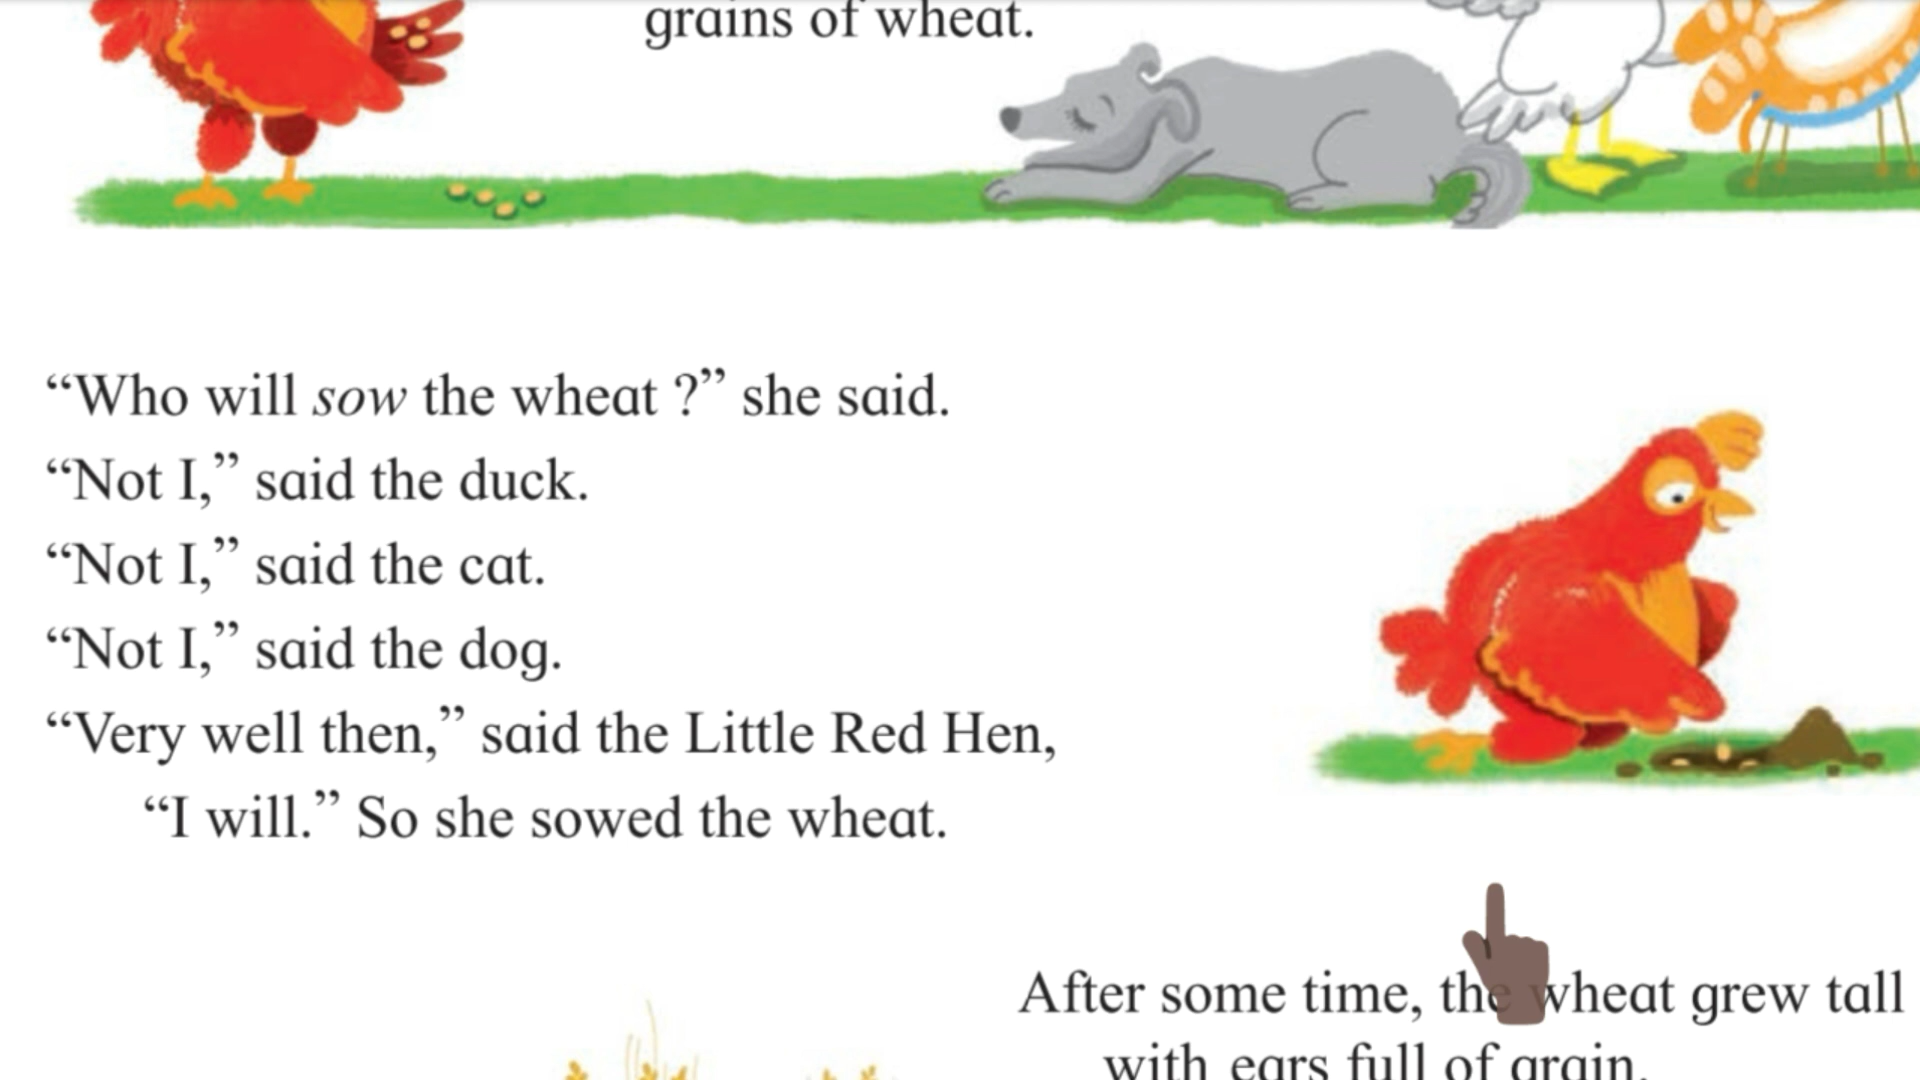 grains of wheat.
“Who will sow the wheat ?” she said.
“Not I,” said the duck.
“Not I,” said the cat.
“Not I,” said the dog.
“Very well then,” said the Little Red Hen,
“I will.” So she sowed the wheat.
After some time, the wheat grew tall
with ears full of grain.